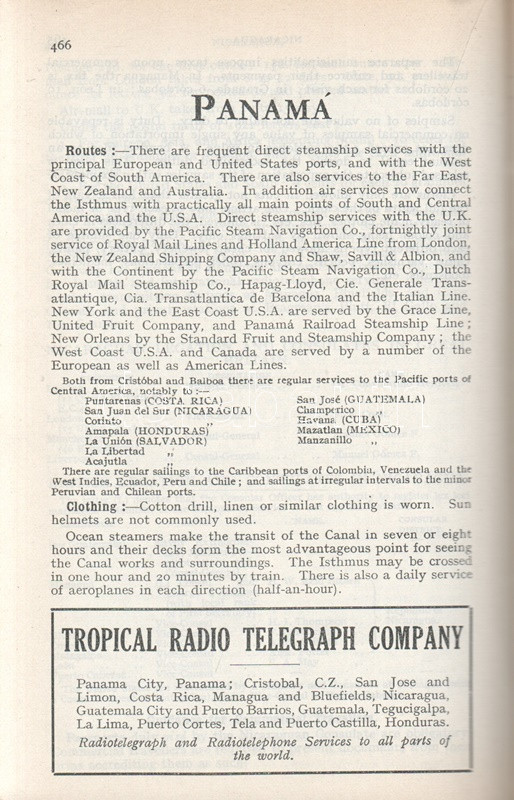 466
PANAMÁ
Routes :—There are frequent direct steamship services with the
principal European and United States ports, and with the West
Coast of South America. There are also services to the Far East,
New Zealand and Australia. In addition air services now connect
the Isthmus with practically all main points of South and Central
America and the U.S.A. Direct steamship services with the U.K.
are provided by the Pacific Steam Navigation Co., fortnightly joint
service of Royal Mail Lines and Holland America Line from London,
the New Zealand Shipping Company and Shaw, Savill & Albion, and
with the Continent by the Pacific Steam Navigation Co., Dutch
Royal Mail Steamship Co., Hapag-Lloyd, Cie. Generale Trans-
atlantique, Cia. Transatlantica de Barcelona and the Italian Line.
New York and the East Coast U.S.A. are served by the Grace Line,
United Fruit Company, and Panamá Railroad Steamship Line ;
New Orleans by the Standard Fruit and Steamship Company ; the
West Coast U.S.A. and Canada are served by a number of the
European as well as American Lines.
Both from Cristóbal and Balboa there are regular services to the Pacific ports of
Central America, notably to :—
Puntarenas (COSTA RICA) San José (GUATEMALA)
San Juan del Sur (NICARAGUA) Champerico „
Corinto „ Havana (CUBA)
Amapala (HONDURAS) Mazatlan (MEXICO)
La Unión (SALVADOR) Manzanillo „
La Libertad „
Acajutla „
There are regular sailings to the Caribbean ports of Colombia, Venezuela and the
West Indies, Ecuador, Peru and Chile ; and sailings at irregular intervals to the minor
Peruvian and Chilean ports.
Clothing :—Cotton drill, linen or similar clothing is worn. Sun
helmets are not commonly used.
Ocean steamers make the transit of the Canal in seven or eight
hours and their decks form the most advantageous point for seeing
the Canal works and surroundings. The Isthmus may be crossed
in one hour and 20 minutes by train. There is also a daily service
of aeroplanes in each direction (half-an-hour).
TROPICAL RADIO TELEGRAPH COMPANY
Panama City, Panama; Cristobal, C.Z., San Jose and
Limon, Costa Rica, Managua and Bluefields, Nicaragua,
Guatemala City and Puerto Barrios, Guatemala, Tegucigalpa,
La Lima, Puerto Cortes, Tela and Puerto Castilla, Honduras.
Radiotelegraph and Radiotelephone Services to all parts of
the world.